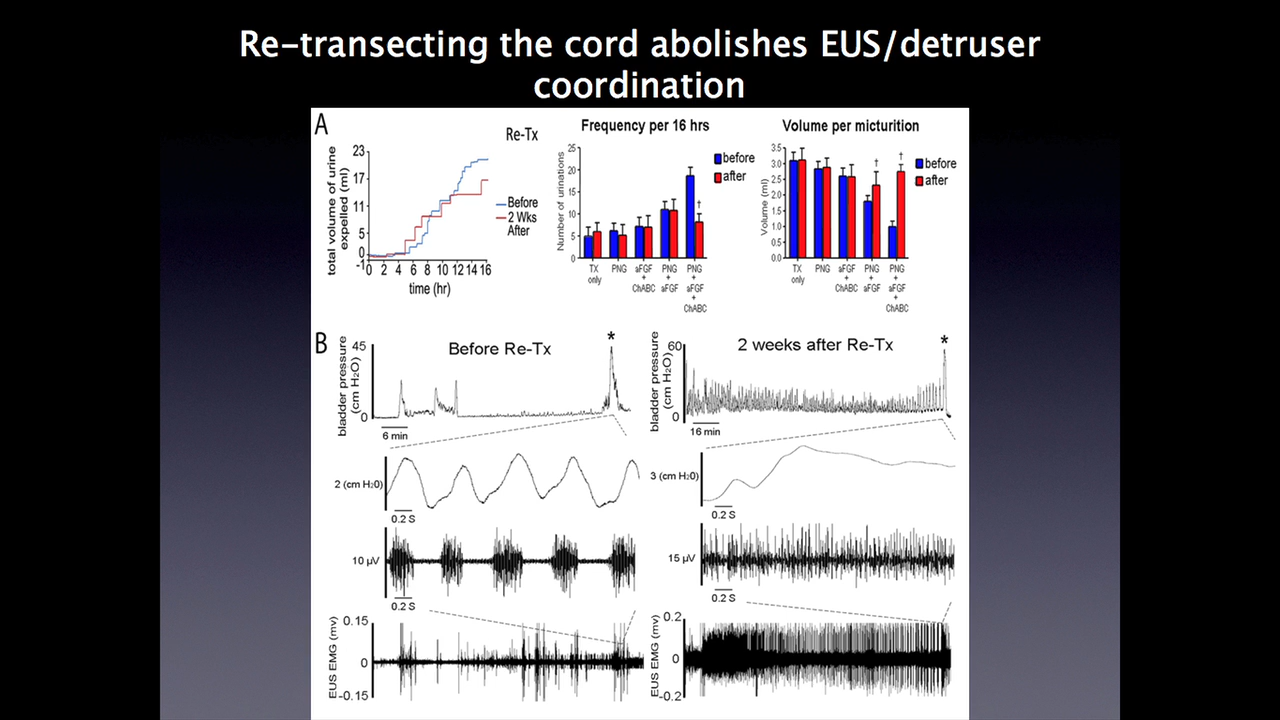 Re-transecting the cord abolishes EUS/detruser
coordination
A
Re-Tx
total volume of urine
expelled (ml)
23
17
11
5
0
-1
0 2 4 6 8 10 12 14 16
time (hr)
Before
2 Wks
After
Frequency per 16 hrs
Number of urinations
25
20
15
10
5
0
before
after
†
TX
only
PNG
aFGF
+
ChABC
PNG
+
aFGF
PNG
+
aFGF
+
ChABC
Volume per micturition
Volume (ml)
3.5
3.0
2.5
2.0
1.5
1.0
0.5
0.0
before
after
† †
TX
only
PNG
aFGF
+
ChABC
PNG
+
aFGF
PNG
+
aFGF
+
ChABC
B
Before Re-Tx
bladder pressure
(cm H2O)
45
0
*
6 min
2 (cm H20)
0.2 S
10 µV
0.2 S
EUS EMG (mv)
0.15
0
-0.15
2 weeks after Re-Tx
bladder pressure
(cm H2O)
60
0
*
16 min
3 (cm H20)
0.2 S
15 µV
0.2 S
EUS EMG (mv)
0.2
0
-0.2